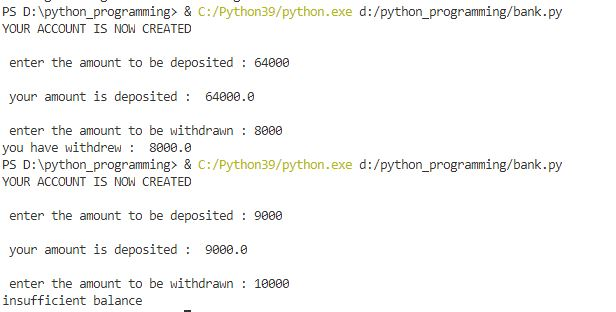 PS D:\python_programming> & C:/Python39/python.exe d:/python_programming/bank.py
YOUR ACCOUNT IS NOW CREATED
enter the amount to be deposited : 64000
your amount is deposited :  64000.0
enter the amount to be withdrawn : 8000
you have withdrew :  8000.0
PS D:\python_programming> & C:/Python39/python.exe d:/python_programming/bank.py
YOUR ACCOUNT IS NOW CREATED
enter the amount to be deposited : 9000
your amount is deposited :  9000.0
enter the amount to be withdrawn : 10000
insufficient balance